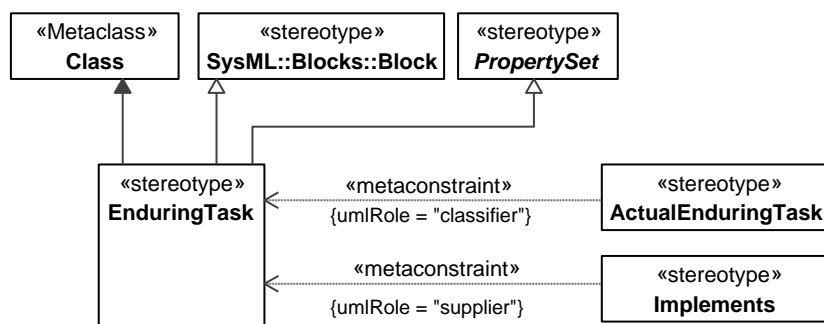 «Metaclass»
Class
«stereotype»
SysML::Blocks::Block
«stereotype»
PropertySet
«stereotype»
EnduringTask
«metaconstraint»
{umlRole = "classifier"}
«stereotype»
ActualEnduringTask
«metaconstraint»
{umlRole = "supplier"}
«stereotype»
Implements